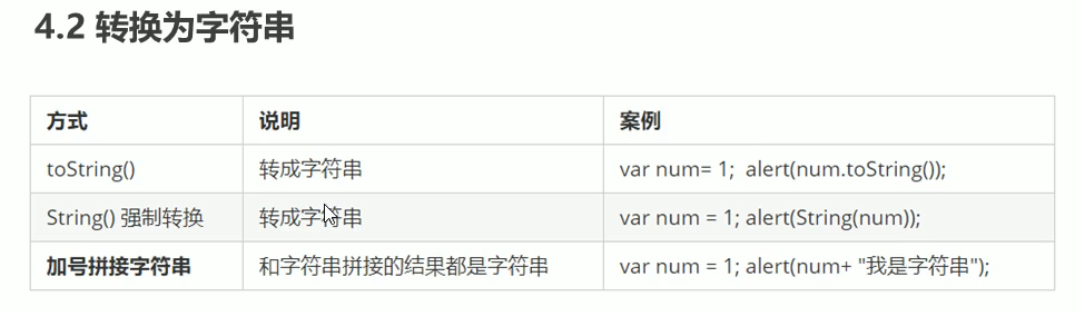 4.2 转换为字符串
方式 说明 案例
toString() 转成字符串 var num= 1;  alert(num.toString());
String() 强制转换 转成字符串 var num = 1; alert(String(num));
加号拼接字符串 和字符串拼接的结果都是字符串 var num = 1; alert(num+ "我是字符串");